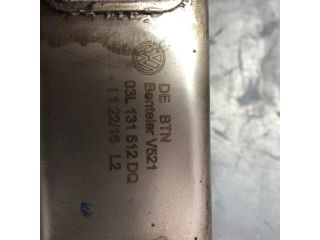 DE BTN
Benteler V521
03L 131 512 DQ
11 22/16 L2